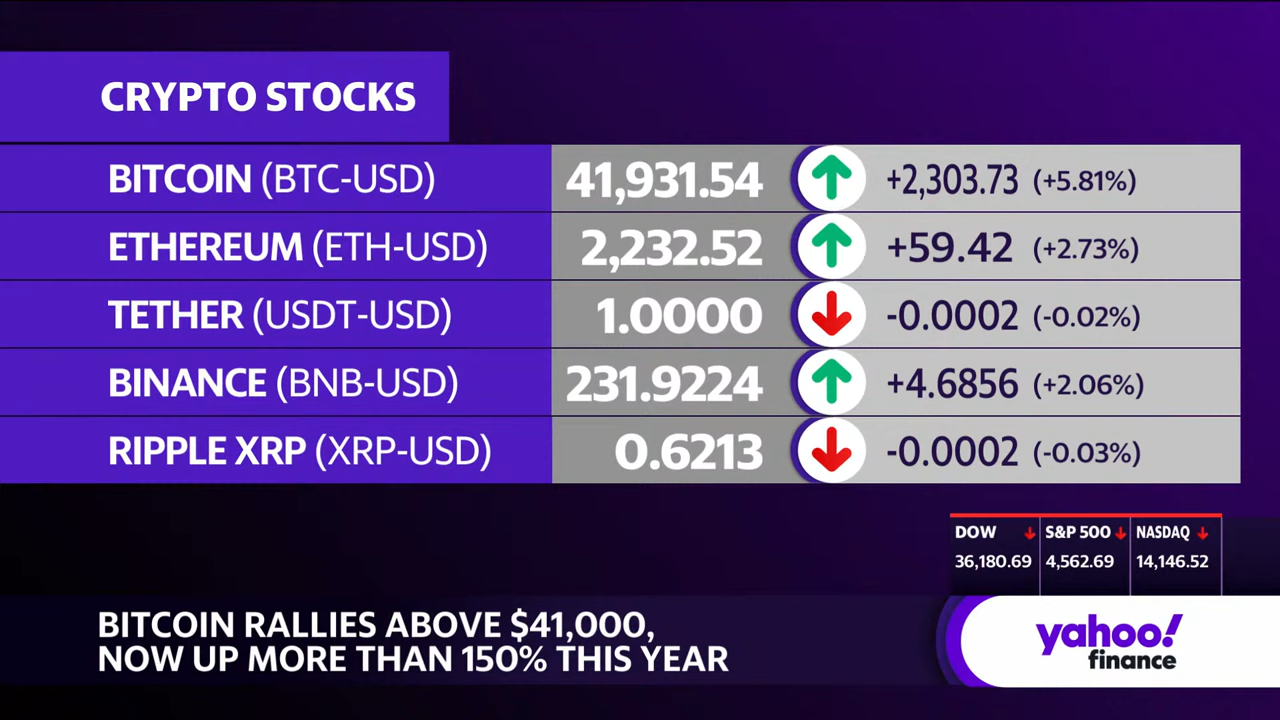 CRYPTO STOCKS
BITCOIN (BTC-USD) 41,931.54 +2,303.73 (+5.81%)
ETHEREUM (ETH-USD) 2,232.52 +59.42 (+2.73%)
TETHER (USDT-USD) 1.0000 -0.0002 (-0.02%)
BINANCE (BNB-USD) 231.9224 +4.6856 (+2.06%)
RIPPLE XRP (XRP-USD) 0.6213 -0.0002 (-0.03%)
DOW S&P 500 NASDAQ
36,180.69 4,562.69 14,146.52
BITCOIN RALLIES ABOVE $41,000,
NOW UP MORE THAN 150% THIS YEAR
yahoo!
finance